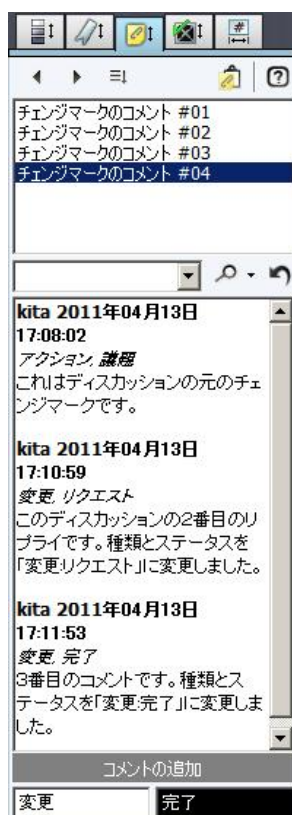 #
チェンジマークのコメント #01
チェンジマークのコメント #02
チェンジマークのコメント #03
チェンジマークのコメント #04
kita 2011年04月13日
17:08:02
アクション, 議題
これはディスカッションの元のチェ
ンジマークです。
kita 2011年04月13日
17:10:59
変更, リクエスト
このディスカッションの2番目のリ
プライです。種類とステータスを
「変更:リクエスト」に変更しました。
kita 2011年04月13日
17:11:53
変更, 完了
3番目のコメントです。種類とス
テータスを「変更:完了」に変更しま
した。
コメントの追加
変更 完了